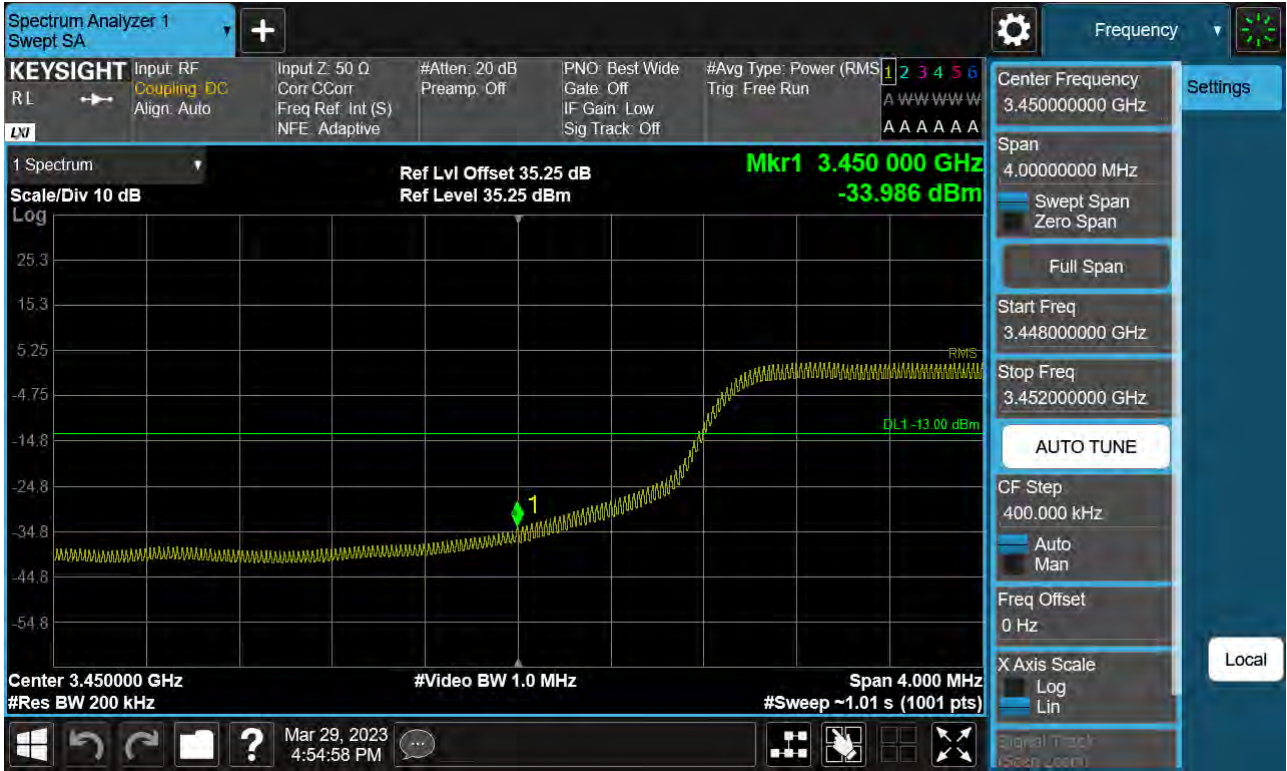 Spectrum Analyzer 1
Swept SA
+
Frequency
KEYSIGHT
RL
LXI
Input: RF
Coupling: DC
Align: Auto
Input Z: 50 Ω
Corr CCorr
Freq Ref: Int (S)
NFE: Adaptive
#Atten: 20 dB
Preamp: Off
PNO: Best Wide
Gate: Off
IF Gain: Low
Sig Track: Off
#Avg Type: Power (RMS
Trig: Free Run
1 2 3 4 5 6
A W W W W W
A A A A A A
1 Spectrum
Scale/Div 10 dB
Log
Ref Lvl Offset 35.25 dB
Ref Level 35.25 dBm
Mkr1 3.450 000 GHz
-33.986 dBm
25.3
15.3
5.25
-4.75
-14.8
-24.8
-34.8
-44.8
-54.8
RMS
DL1 -13.00 dBm
1
Center 3.450000 GHz
#Res BW 200 kHz
#Video BW 1.0 MHz
Span 4.000 MHz
#Sweep ~1.01 s (1001 pts)
Center Frequency
3.450000000 GHz
Settings
Span
4.00000000 MHz
Swept Span
Zero Span
Full Span
Start Freq
3.448000000 GHz
Stop Freq
3.452000000 GHz
AUTO TUNE
CF Step
400.000 kHz
Auto
Man
Freq Offset
0 Hz
X Axis Scale
Log
Lin
Local
Signal Track
(Span Zoom)
?
Mar 29, 2023
4:54:58 PM